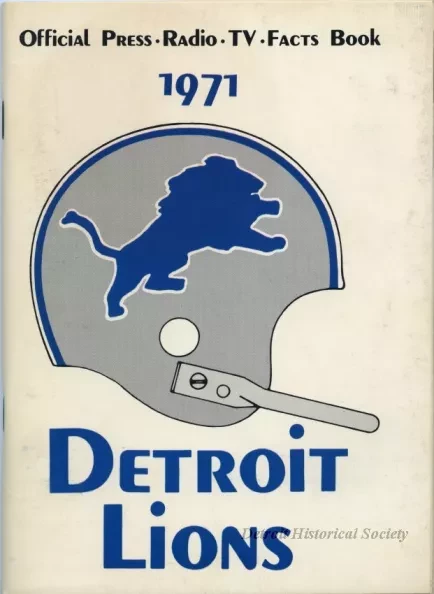 Official Press·Radio·TV·Facts Book
1971
Detroit
Lions
Detroit Historical Society